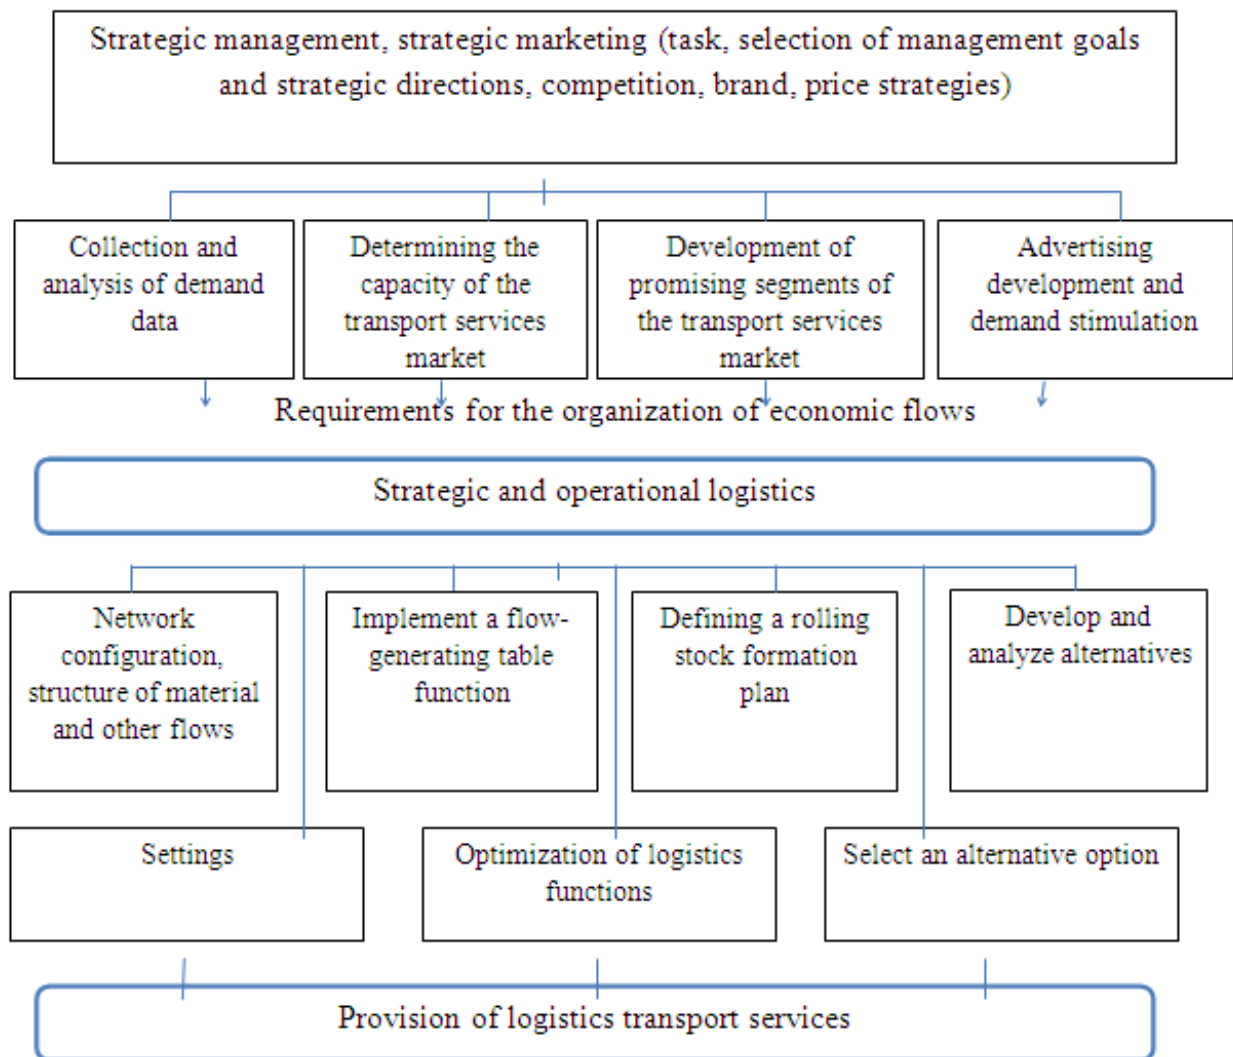 Strategic management, strategic marketing (task, selection of management goals
and strategic directions, competition, brand, price strategies)
Collection and
analysis of demand
data
Determining the
capacity of the
transport services
market
Development of
promising segments of
the transport services
market
Advertising
development and
demand stimulation
Requirements for the organization of economic flows
Strategic and operational logistics
Network
configuration,
structure of material
and other flows
Implement a flow-
generating table
function
Defining a rolling
stock formation
plan
Develop and
analyze alternatives
Settings
Optimization of logistics
functions
Select an alternative option
Provision of logistics transport services